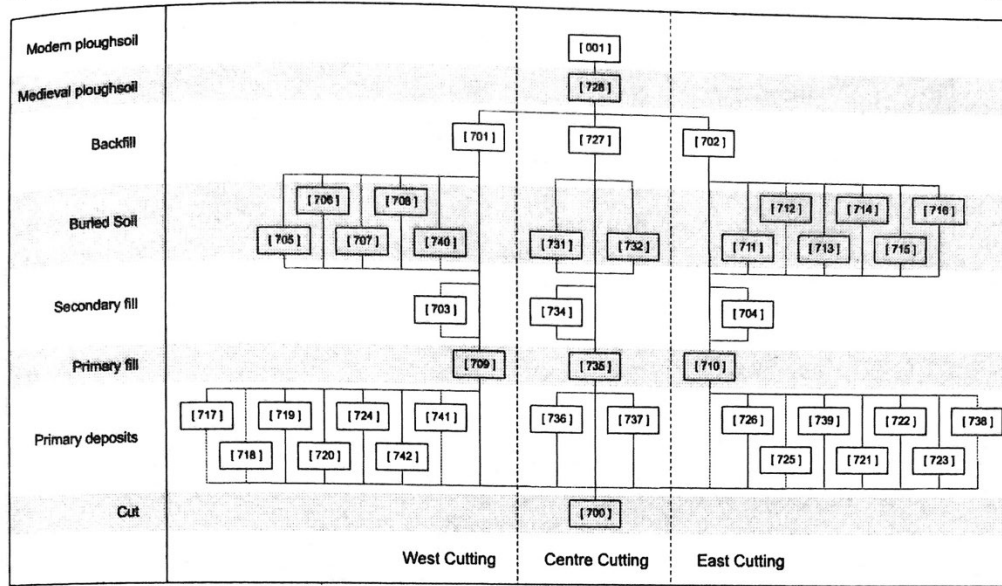 Modern ploughsoil [ 001 ]
Medieval ploughsoil [ 728 ]
Backfill [ 701 ] [ 727 ] [ 702 ]
[ 706 ] [ 708 ] [ 712 ] [ 714 ] [ 716 ]
Buried Soil
[ 705 ] [ 707 ] [ 740 ] [ 731 ] [ 732 ] [ 711 ] [ 713 ] [ 715 ]
Secondary fill [ 703 ] [ 734 ] [ 704 ]
Primary fill [ 709 ] [ 735 ] [ 710 ]
[ 717 ] [ 719 ] [ 724 ] [ 741 ] [ 736 ] [ 737 ] [ 726 ] [ 739 ] [ 722 ] [ 738 ]
Primary deposits
[ 718 ] [ 720 ] [ 742 ] [ 725 ] [ 721 ] [ 723 ]
Cut [ 700 ]
West Cutting Centre Cutting East Cutting